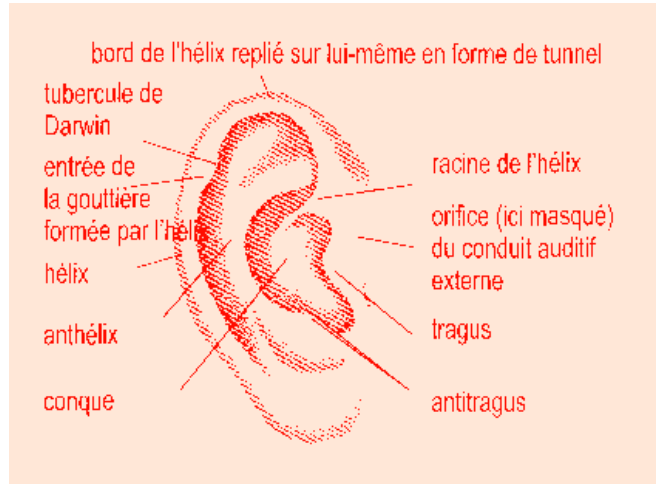 bord de l'hélix replié sur lui-même en forme de tunnel
tubercule de
Darwin
entrée de
la gouttière
formée par l'hélix
hélix
anthélix
conque
racine de l'hélix
orifice (ici masqué)
du conduit auditif
externe
tragus
antitragus